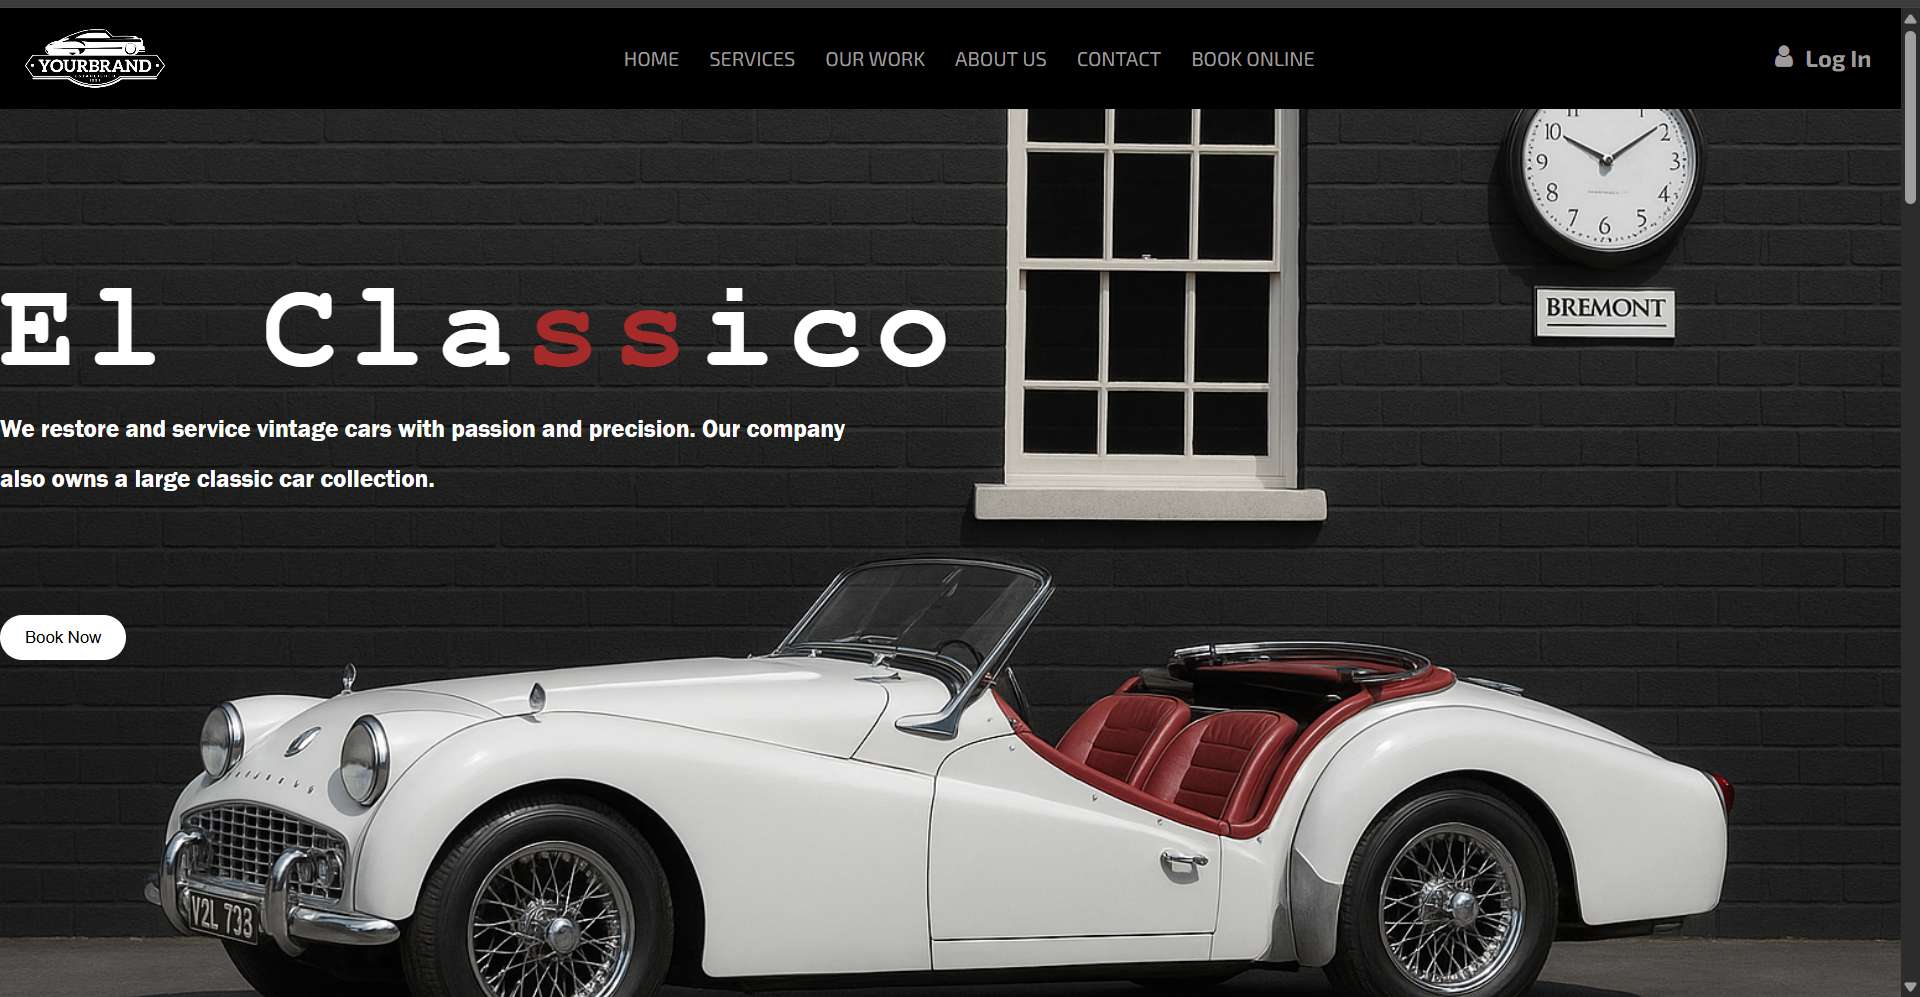 YOURBRAND
HOME SERVICES OUR WORK ABOUT US CONTACT BOOK ONLINE
Log In
11 1
10 2
9 3
8 4
7 6 5
BREMONT
El Classico
We restore and service vintage cars with passion and precision. Our company
also owns a large classic car collection.
Book Now
V2L 733